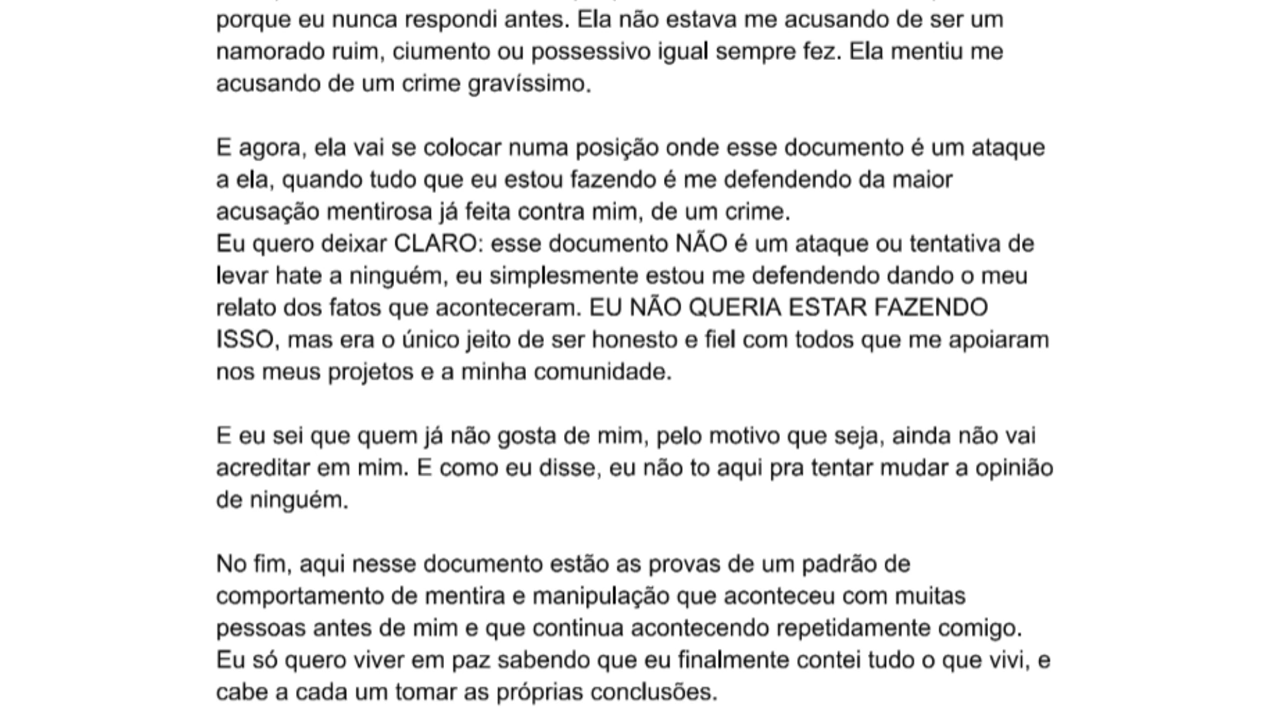 porque eu nunca respondi antes. Ela não estava me acusando de ser um
namorado ruim, ciumento ou possessivo igual sempre fez. Ela mentiu me
acusando de um crime gravíssimo.
E agora, ela vai se colocar numa posição onde esse documento é um ataque
a ela, quando tudo que eu estou fazendo é me defendendo da maior
acusação mentirosa já feita contra mim, de um crime.
Eu quero deixar CLARO: esse documento NÃO é um ataque ou tentativa de
levar hate a ninguém, eu simplesmente estou me defendendo dando o meu
relato dos fatos que aconteceram. EU NÃO QUERIA ESTAR FAZENDO
ISSO, mas era o único jeito de ser honesto e fiel com todos que me apoiaram
nos meus projetos e a minha comunidade.
E eu sei que quem já não gosta de mim, pelo motivo que seja, ainda não vai
acreditar em mim. E como eu disse, eu não to aqui pra tentar mudar a opinião
de ninguém.
No fim, aqui nesse documento estão as provas de um padrão de
comportamento de mentira e manipulação que aconteceu com muitas
pessoas antes de mim e que continua acontecendo repetidamente comigo.
Eu só quero viver em paz sabendo que eu finalmente contei tudo o que vivi, e
cabe a cada um tomar as próprias conclusões.